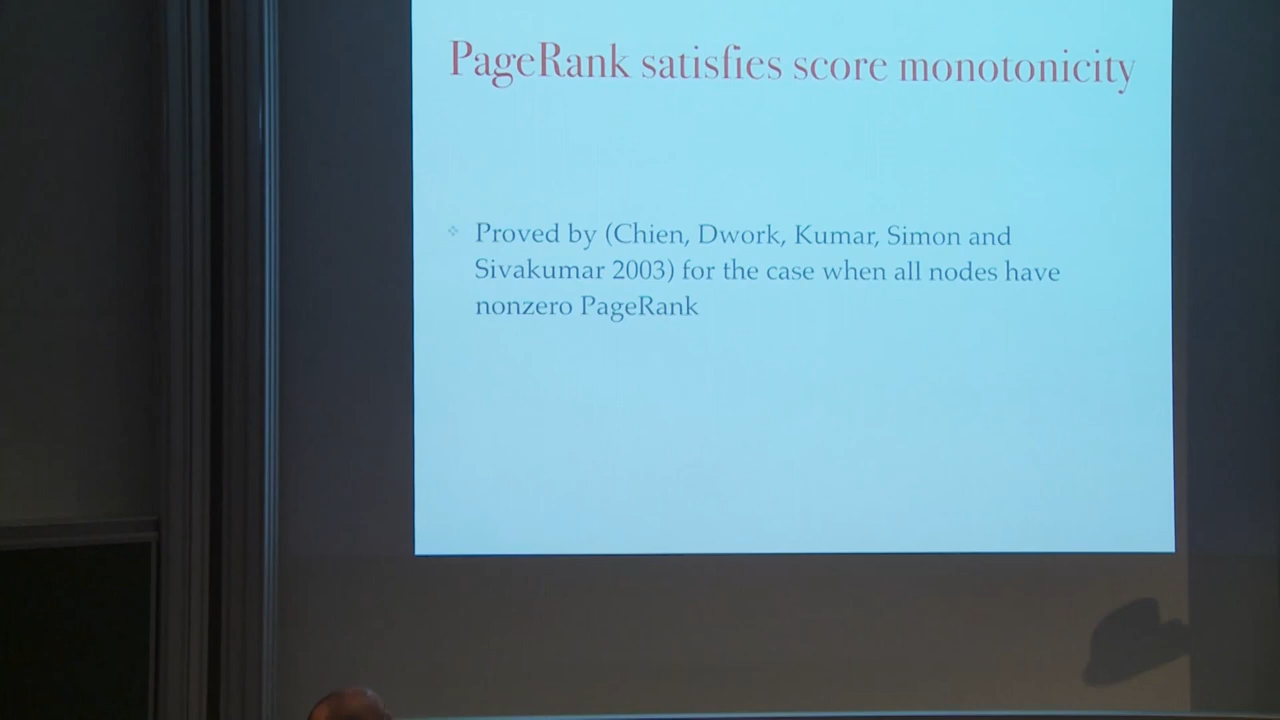 PageRank satisfies score monotonicity
Proved by (Chien, Dwork, Kumar, Simon and
Sivakumar 2003) for the case when all nodes have
nonzero PageRank